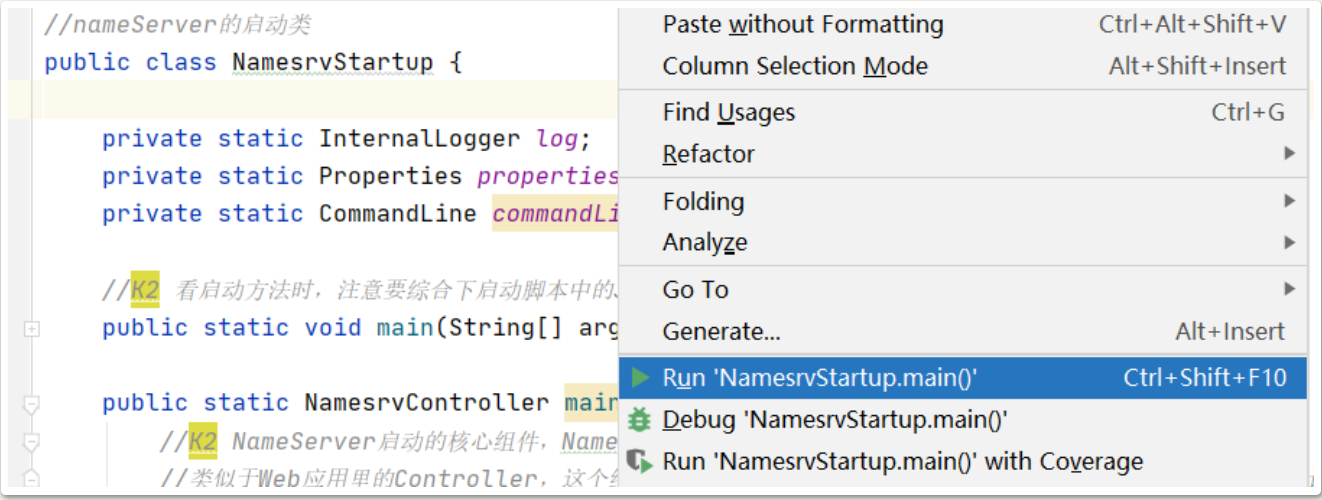 //nameServer的启动类
public class NamesrvStartup {
private static InternalLogger log;
private static Properties properties
private static CommandLine commandLi
//K2 看启动方法时，注意要综合下启动脚本中的
public static void main(String[] arg
public static NamesrvController main
//K2 NameServer启动的核心组件，Name
//类似于Web应用里的Controller，这个
Paste without Formatting Ctrl+Alt+Shift+V
Column Selection Mode Alt+Shift+Insert
Find Usages Ctrl+G
Refactor
Folding
Analyze
Go To
Generate... Alt+Insert
Run 'NamesrvStartup.main()' Ctrl+Shift+F10
Debug 'NamesrvStartup.main()'
Run 'NamesrvStartup.main()' with Coverage